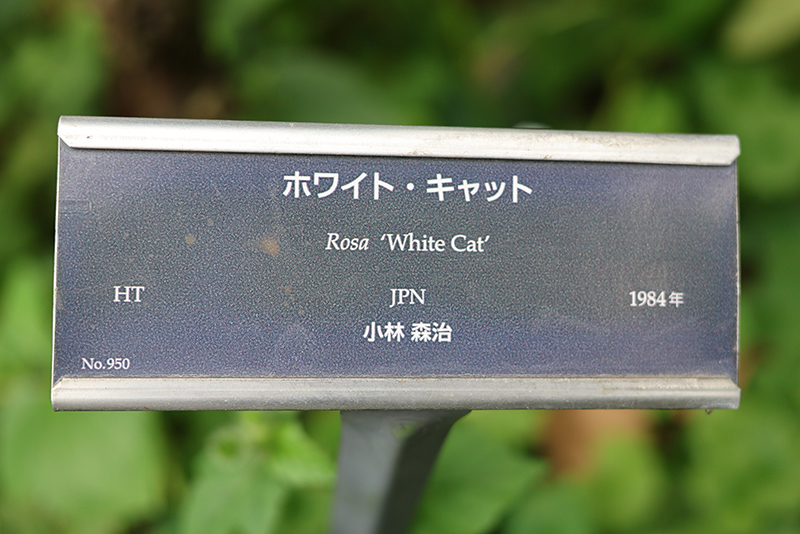 ホワイト・キャット
Rosa ‘White Cat’
HT JPN 1984年
小林 森治
No.950